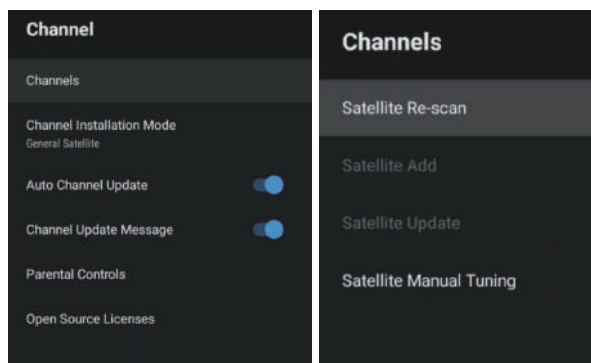 Channel
Channels
Channel Installation Mode
General Satellite
Auto Channel Update
Channel Update Message
Parental Controls
Open Source Licenses
Channels
Satellite Re-scan
Satellite Add
Satellite Update
Satellite Manual Tuning